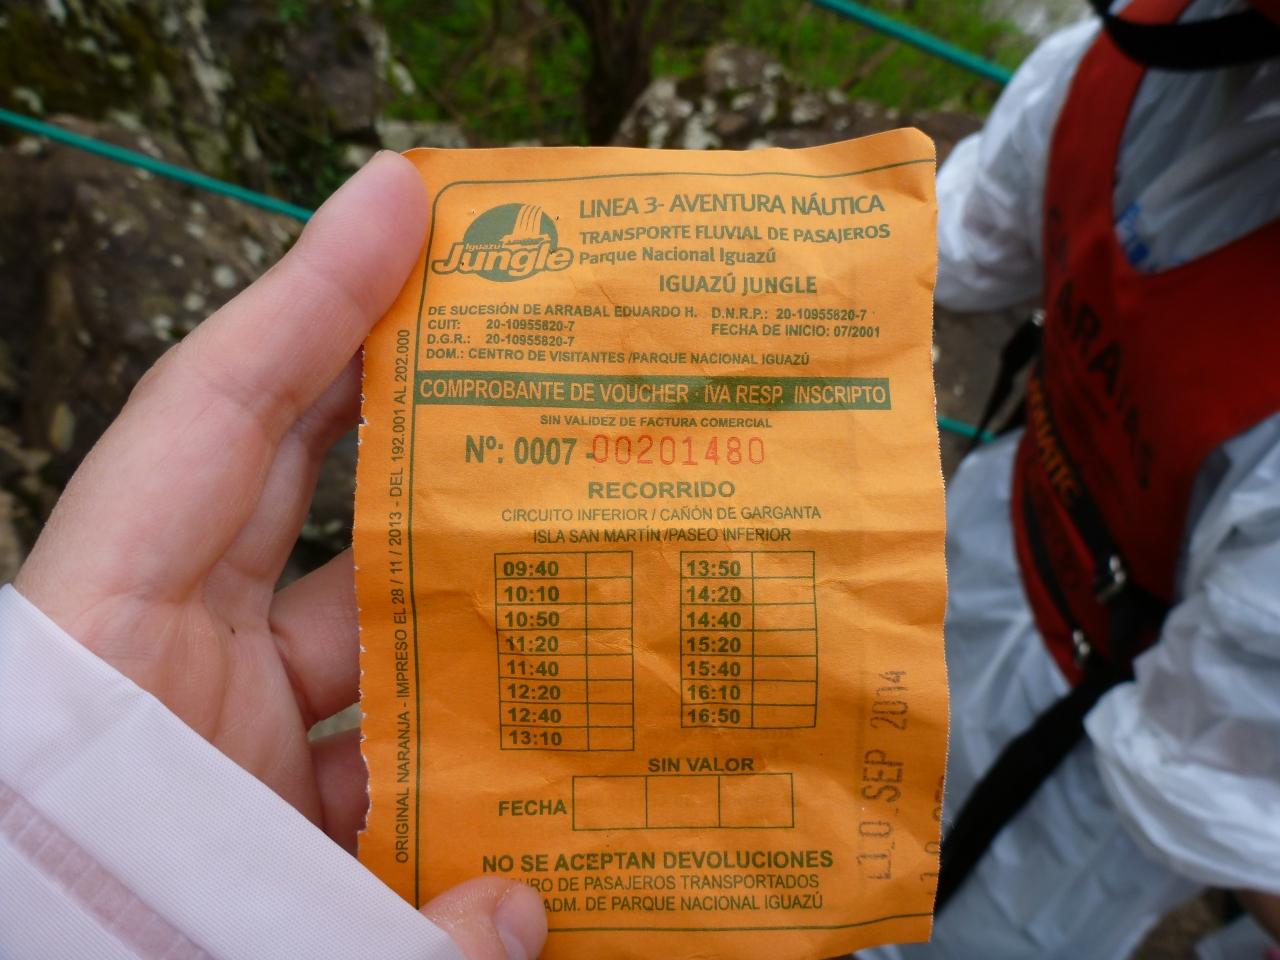 Iguazú
Jungle
LINEA 3- AVENTURA NÁUTICA
TRANSPORTE FLUVIAL DE PASAJEROS
Parque Nacional Iguazú
IGUAZÚ JUNGLE
DE SUCESIÓN DE ARRABAL EDUARDO H. D.N.R.P.: 20-10955820-7
CUIT: 20-10955820-7 FECHA DE INICIO: 07/2001
D.G.R.: 20-10955820-7
DOM.: CENTRO DE VISITANTES /PARQUE NACIONAL IGUAZÚ
COMPROBANTE DE VOUCHER - IVA RESP. INSCRIPTO
SIN VALIDEZ DE FACTURA COMERCIAL
Nº: 0007 -00201480
RECORRIDO
CIRCUITO INFERIOR / CAÑÓN DE GARGANTA
ISLA SAN MARTÍN /PASEO INFERIOR
09:40 13:50
10:10 14:20
10:50 14:40
11:20 15:20
11:40 15:40
12:20 16:10
12:40 16:50
13:10
SIN VALOR
FECHA
NO SE ACEPTAN DEVOLUCIONES
DE PASAJEROS TRANSPORTADOS
ADM. DE PARQUE NACIONAL IGUAZÚ
ORIGINAL NARANJA - IMPRESO EL 28 / 11 / 2013 - DEL 192.001 AL 202.000
10 SEP 2014